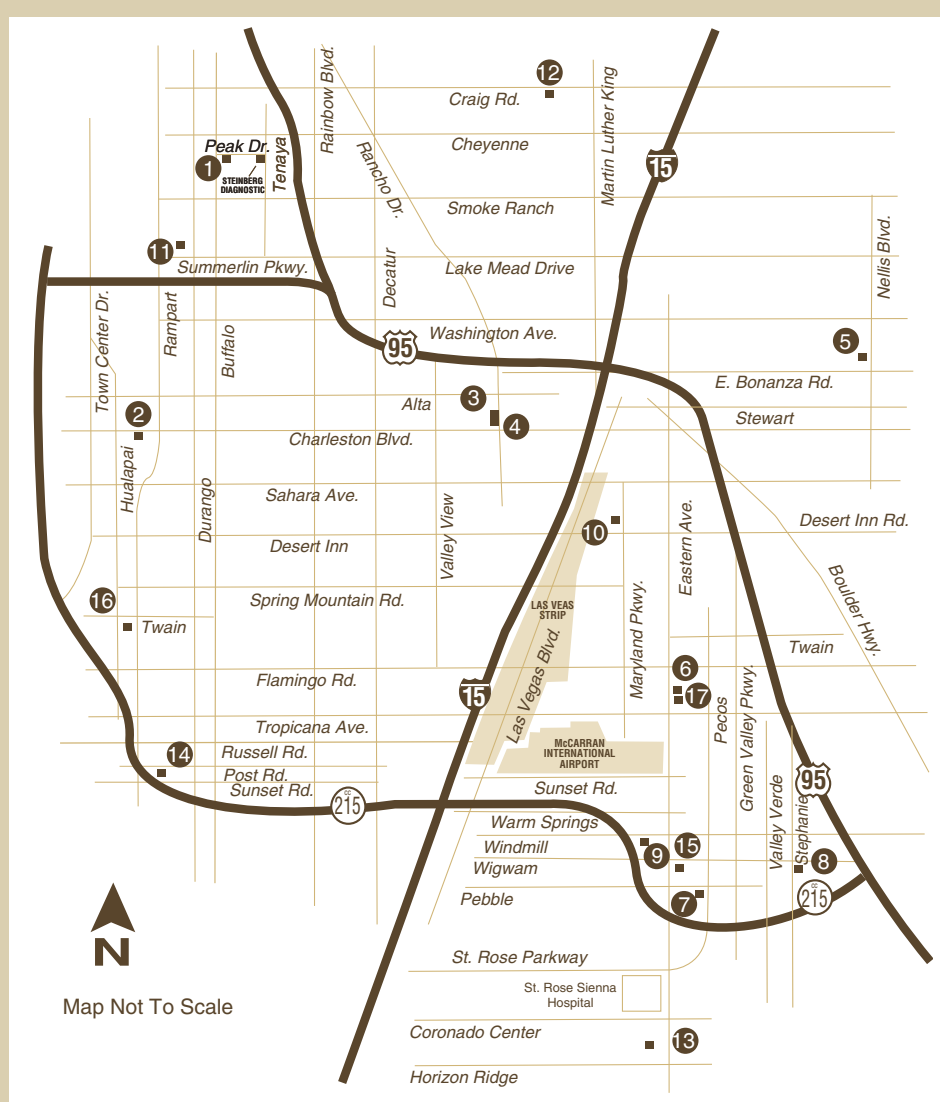 12
Craig Rd.
Rainbow Blvd.
Martin Luther King
Peak Dr.
1
STEINBERG
DIAGNOSTIC
Tenaya
Cheyenne
Rancho Dr.
15
Smoke Ranch
Nellis Blvd.
11
Summerlin Pkwy.
Lake Mead Drive
Decatur
Town Center Dr.
Rampart
Buffalo
Washington Ave.
95
5
E. Bonanza Rd.
Alta
3
Stewart
2
4
Charleston Blvd.
Hualapai
Sahara Ave.
Durango
Valley View
10
Desert Inn Rd.
Desert Inn
Eastern Ave.
Boulder Hwy.
16
Spring Mountain Rd.
LAS VEAS
STRIP
Twain
Maryland Pkwy.
Twain
Las Vegas Blvd.
6
Flamingo Rd.
15
17
Pecos
Green Valley Pkwy.
Tropicana Ave.
14
Russell Rd.
McCARRAN
INTERNATIONAL
AIRPORT
Post Rd.
Sunset Rd.
Sunset Rd.
95
CC
215
Valley Verde
Stephanie
Warm Springs
Windmill
9
15
8
Wigwam
Pebble
7
CC
215
N
St. Rose Parkway
Map Not To Scale
St. Rose Sienna
Hospital
Coronado Center
13
Horizon Ridge